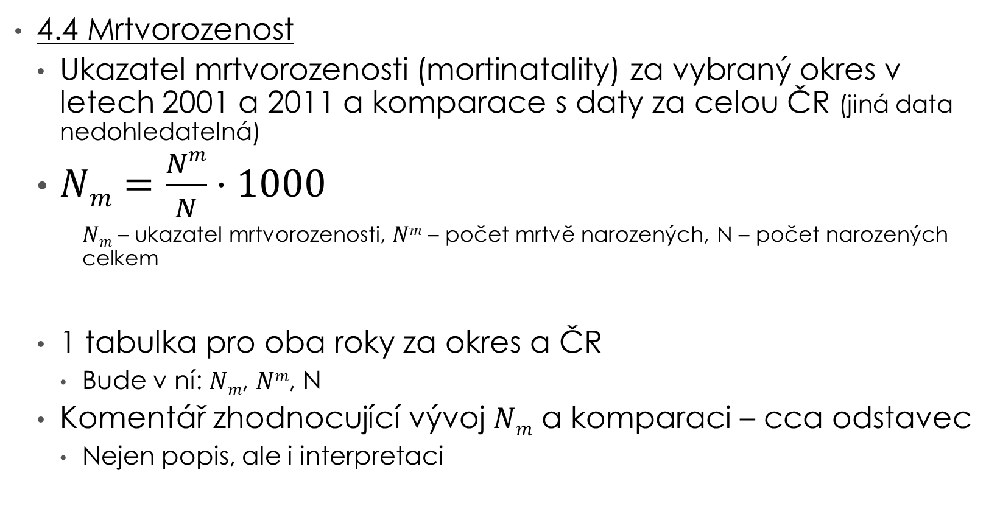 • 4.4 Mrtvorozenost
• Ukazatel mrtvorozenosti (mortinatality) za vybraný okres v
letech 2001 a 2011 a komparace s daty za celou ČR (jiná data
nedohledatelná)
• N_m = N^m / N · 1000
N_m – ukazatel mrtvorozenosti, N^m – počet mrtvě narozených, N – počet narozených
celkem
• 1 tabulka pro oba roky za okres a ČR
• Bude v ní: N_m, N^m, N
• Komentář zhodnocující vývoj N_m a komparaci – cca odstavec
• Nejen popis, ale i interpretaci